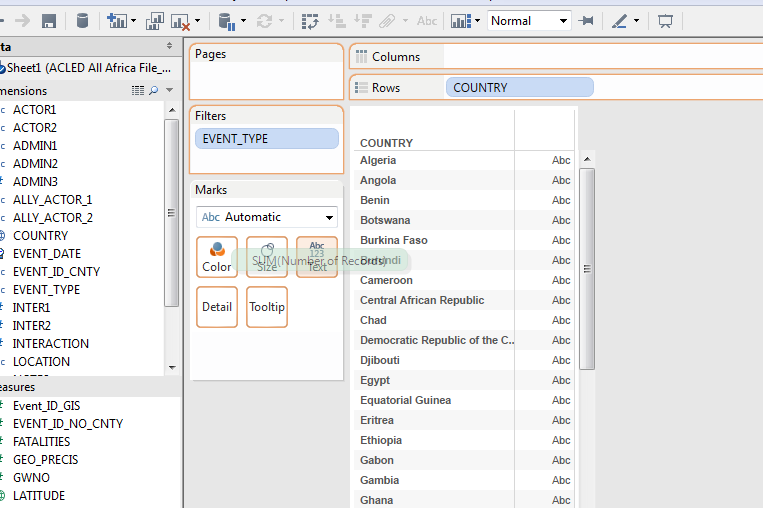 Abc
Normal
ta
Pages
Columns
Sheet1 (ACLED All Africa File_...
Rows
COUNTRY
mensions
ACTOR1
ACTOR2
ADMIN1
ADMIN2
ADMIN3
ALLY_ACTOR_1
ALLY_ACTOR_2
COUNTRY
EVENT_DATE
EVENT_ID_CNTY
EVENT_TYPE
INTER1
INTER2
INTERACTION
LOCATION
easures
Event_ID_GIS
EVENT_ID_NO_CNTY
FATALITIES
GEO_PRECIS
GWNO
LATITUDE
Filters
EVENT_TYPE
Marks
Abc Automatic
Color
Size
Abc
123
Text
SUM(Number of Records)
Detail
Tooltip
COUNTRY
Algeria Abc
Angola Abc
Benin Abc
Botswana Abc
Burkina Faso Abc
Burundi Abc
Cameroon Abc
Central African Republic Abc
Chad Abc
Democratic Republic of the C.. Abc
Djibouti Abc
Egypt Abc
Equatorial Guinea Abc
Eritrea Abc
Ethiopia Abc
Gabon Abc
Gambia Abc
Ghana Abc